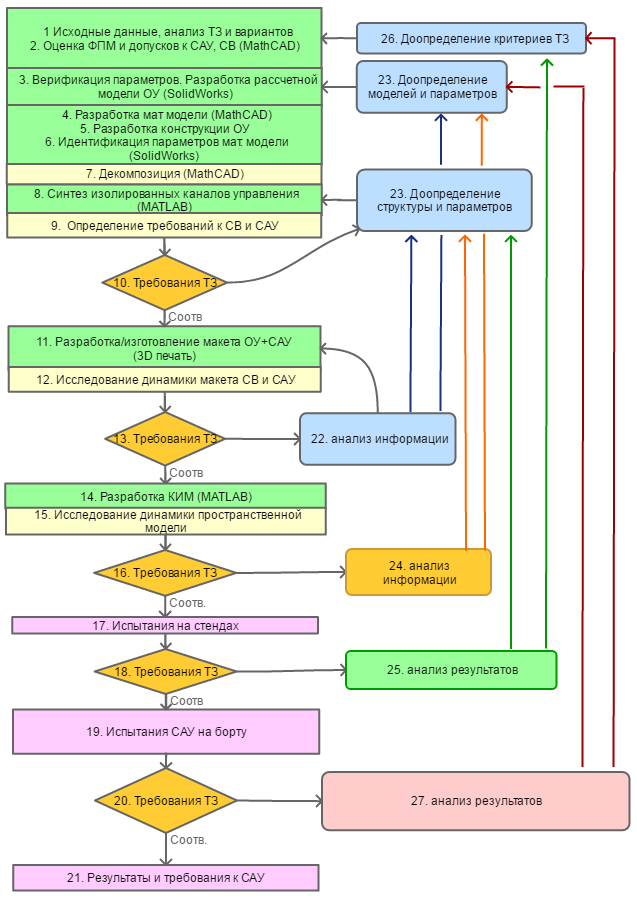 1 Исходные данные, анализ ТЗ и вариантов
2. Оценка ФПМ и допусков к САУ, СВ (MathCAD)
26. Доопределение критериев ТЗ
3. Верификация параметров. Разработка рассчетной
модели ОУ (SolidWorks)
23. Доопределение
моделей и параметров
4. Разработка мат модели (MathCAD)
5. Разработка конструкции ОУ
6. Идентификация параметров мат. модели
(SolidWorks)
7. Декомпозиция (MathCAD)
8. Синтез изолированных каналов управления
(MATLAB)
23. Доопределение
структуры и параметров
9. Определение требований к СВ и САУ
10. Требования ТЗ
Соотв
11. Разработка/изготовление макета ОУ+САУ
(3D печать)
12. Исследование динамики макета СВ и САУ
13. Требования ТЗ
22. анализ информации
Соотв
14. Разработка КИМ (MATLAB)
15. Исследование динамики пространственной
модели
16. Требования ТЗ
24. анализ
информации
Соотв.
17. Испытания на стендах
18. Требования ТЗ
25. анализ результатов
Соотв
19. Испытания САУ на борту
20. Требования ТЗ
27. анализ результатов
Соотв.
21. Результаты и требования к САУ